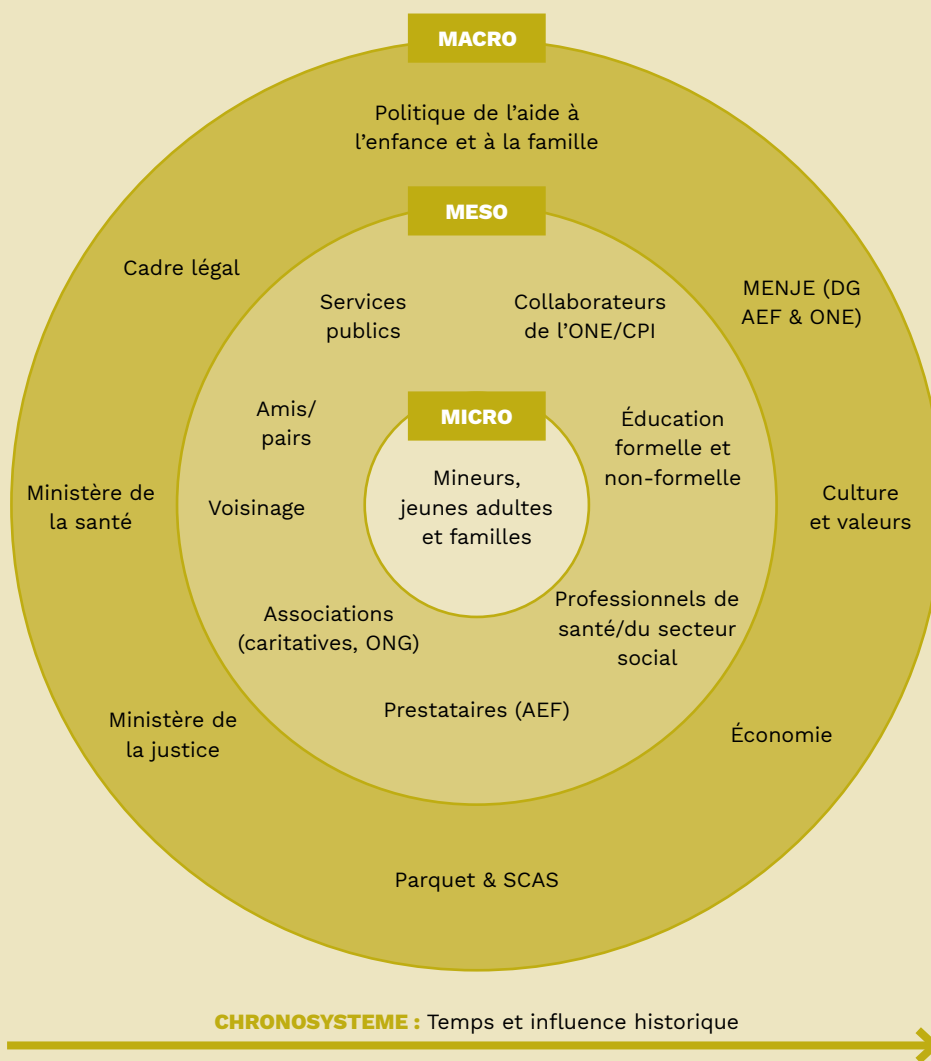 MACRO
Politique de l’aide à
l’enfance et à la famille
MESO
Cadre légal
MENJE (DG
AEF & ONE)
Services
publics
Collaborateurs
de l’ONE/CPI
Amis/
pairs
MICRO
Éducation
formelle et
non-formelle
Mineurs,
jeunes adultes
et familles
Ministère de
la santé
Voisinage
Culture
et valeurs
Associations
(caritatives, ONG)
Professionnels de
santé/du secteur
social
Prestataires (AEF)
Ministère de
la justice
Économie
Parquet & SCAS
CHRONOSYSTEME : Temps et influence historique